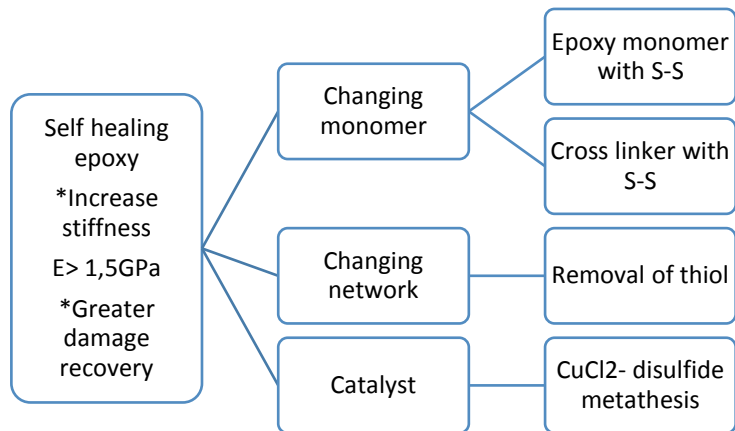 Self healing
epoxy
*Increase
stiffness
E> 1,5GPa
*Greater
damage
recovery
Changing
monomer
Epoxy monomer
with S-S
Cross linker with
S-S
Changing
network
Removal of thiol
Catalyst
CuCl2- disulfide
metathesis